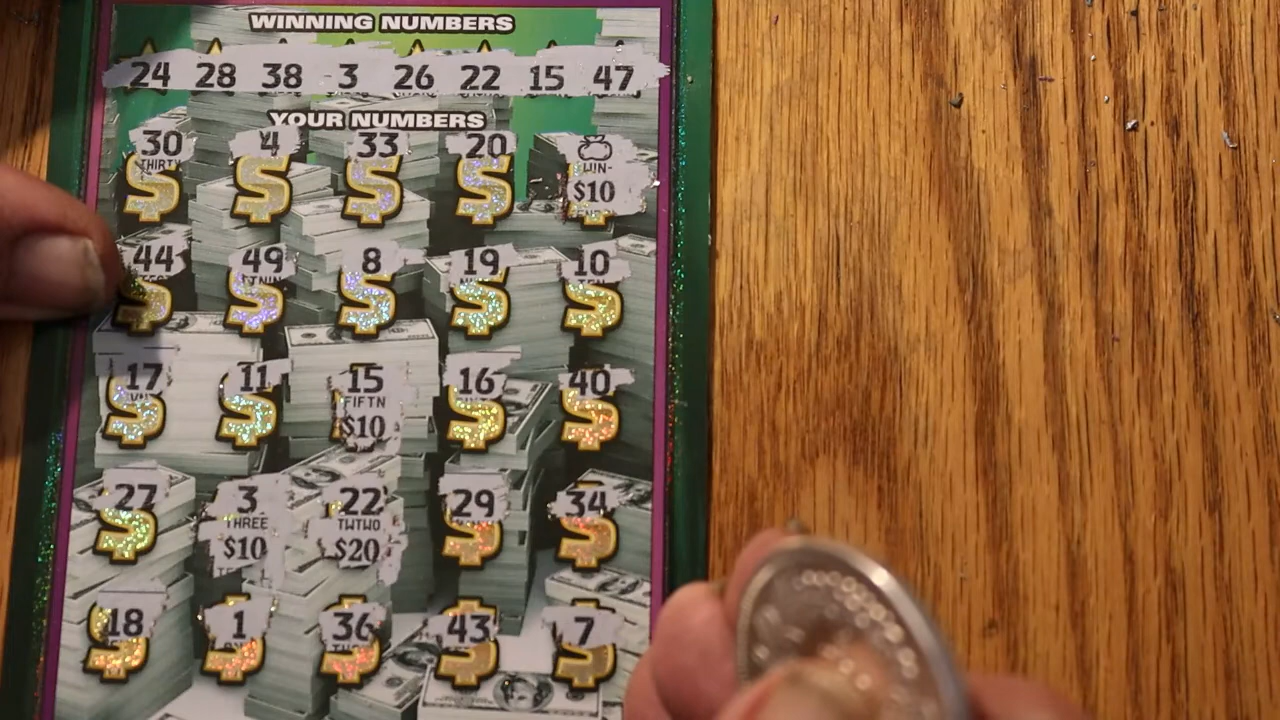 WINNING NUMBERS
24 28 38 3 26 22 15 47
YOUR NUMBERS
30 4 33 20
THIRTY
$10
44 49 8 19 10
17 11 15 16 40
FIFTN
$10
27 3 22 29 34
THREE TWTWO
$10 $20
18 1 36 43 7